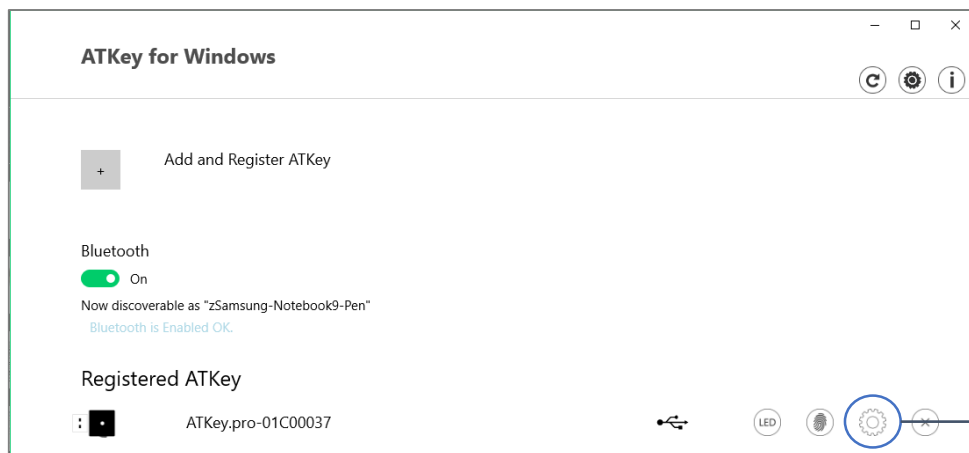 ATKey for Windows
+
Add and Register ATKey
Bluetooth
On
Now discoverable as "zSamsung-Notebook9-Pen"
Bluetooth is Enabled OK.
Registered ATKey
ATKey.pro-01C00037
LED